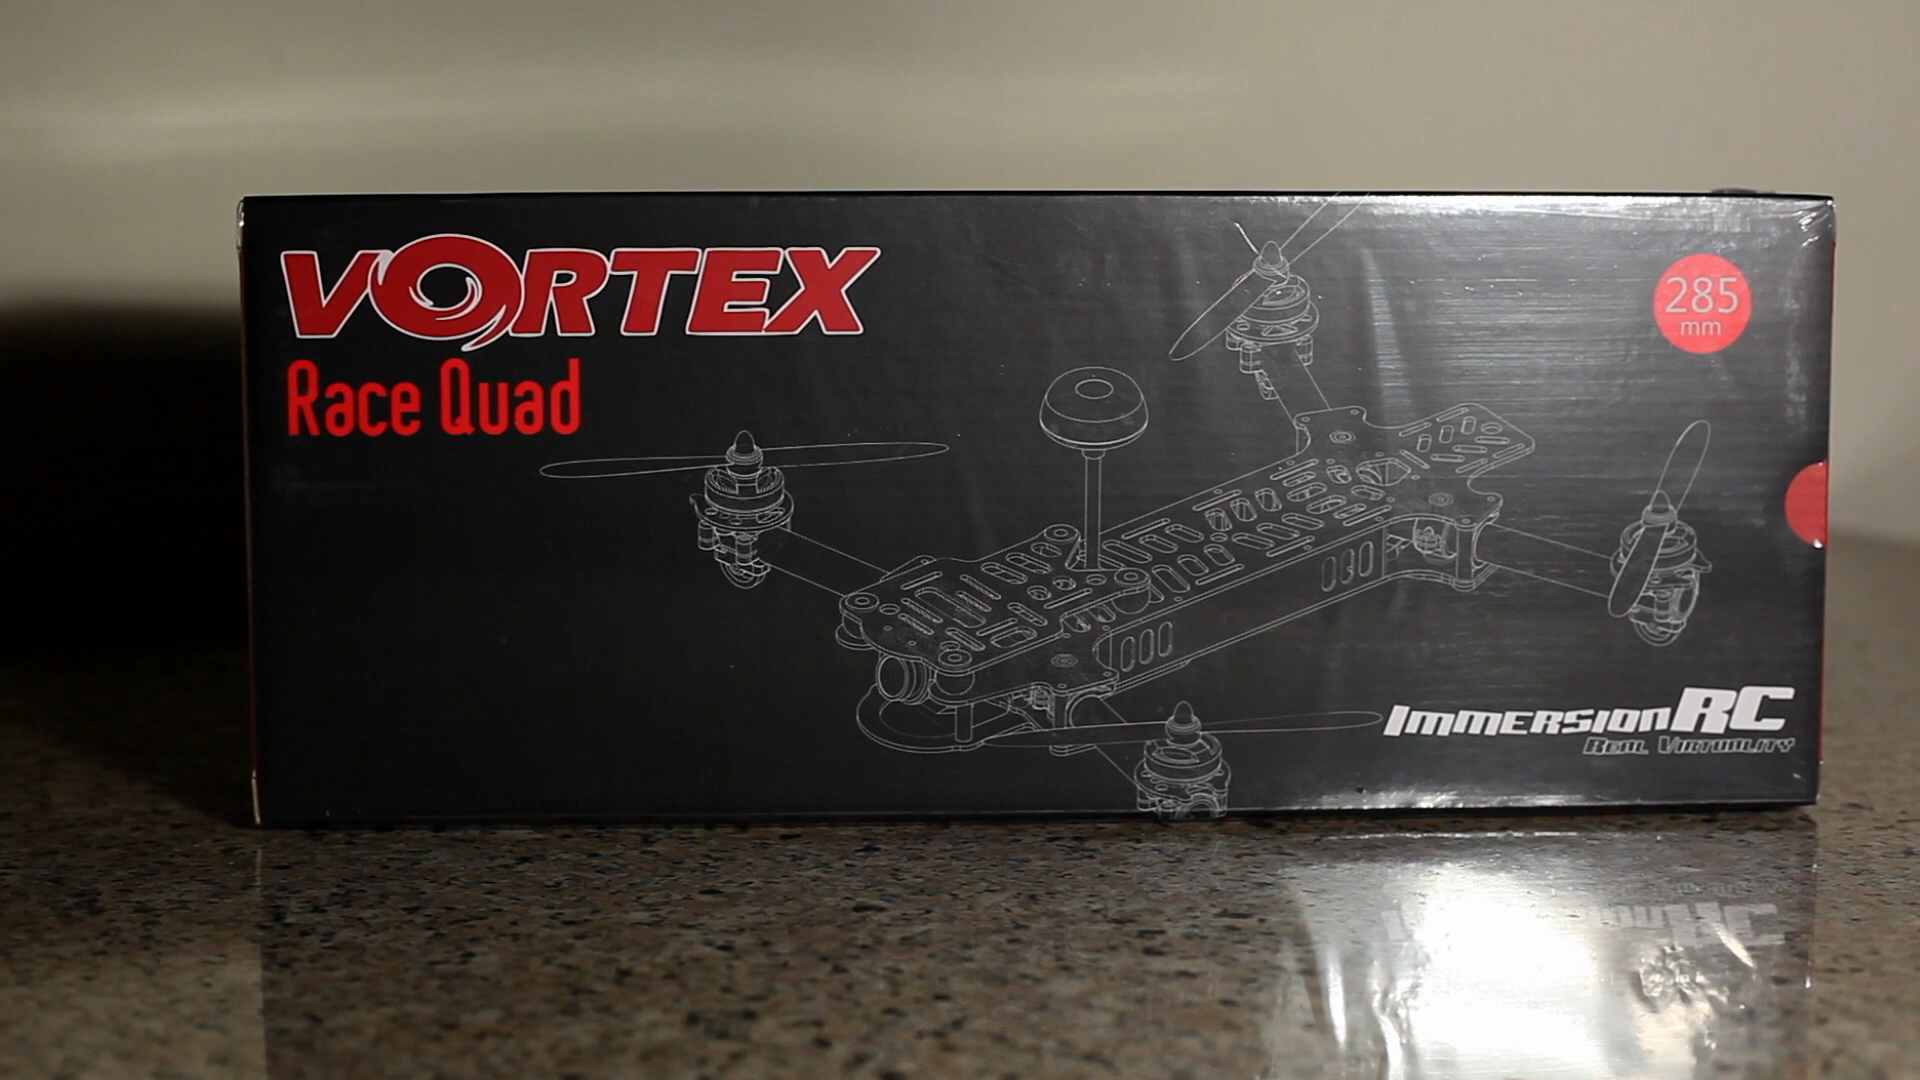 VORTEX
Race Quad
285
mm
IMMERSIONRC
REAL VIRTUALITY